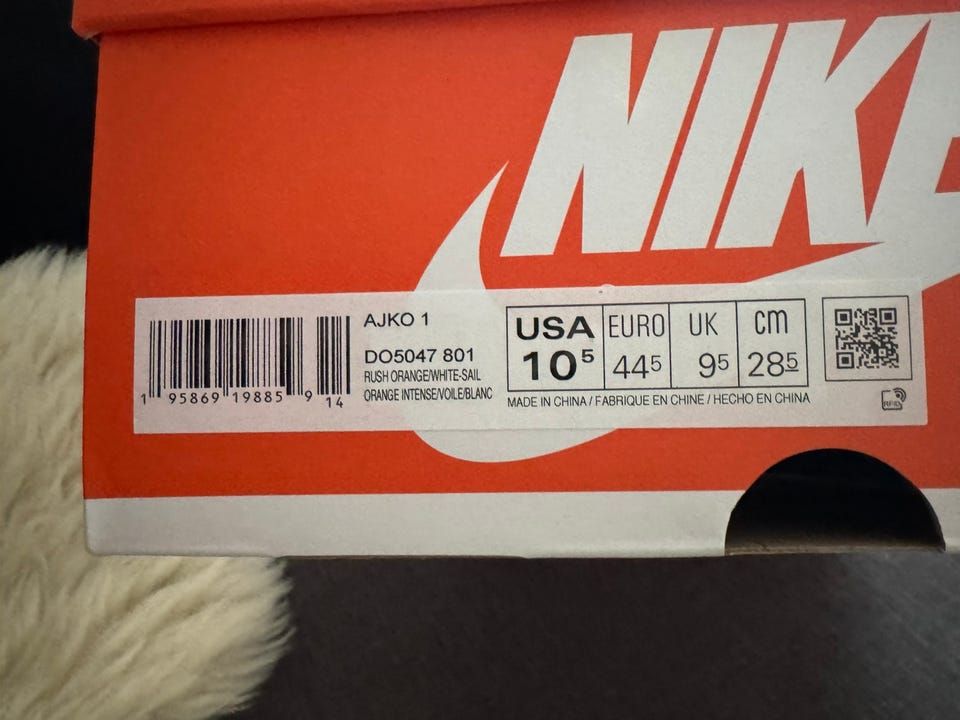 NIKE
AJKO 1
DO5047 801
RUSH ORANGE/WHITE-SAIL
ORANGE INTENSE/VOILE/BLANC
1 95869 19885 9 14
USA EURO UK cm
10⁵ 44⁵ 9⁵ 28⁵
MADE IN CHINA / FABRIQUE EN CHINE / HECHO EN CHINA
RFID